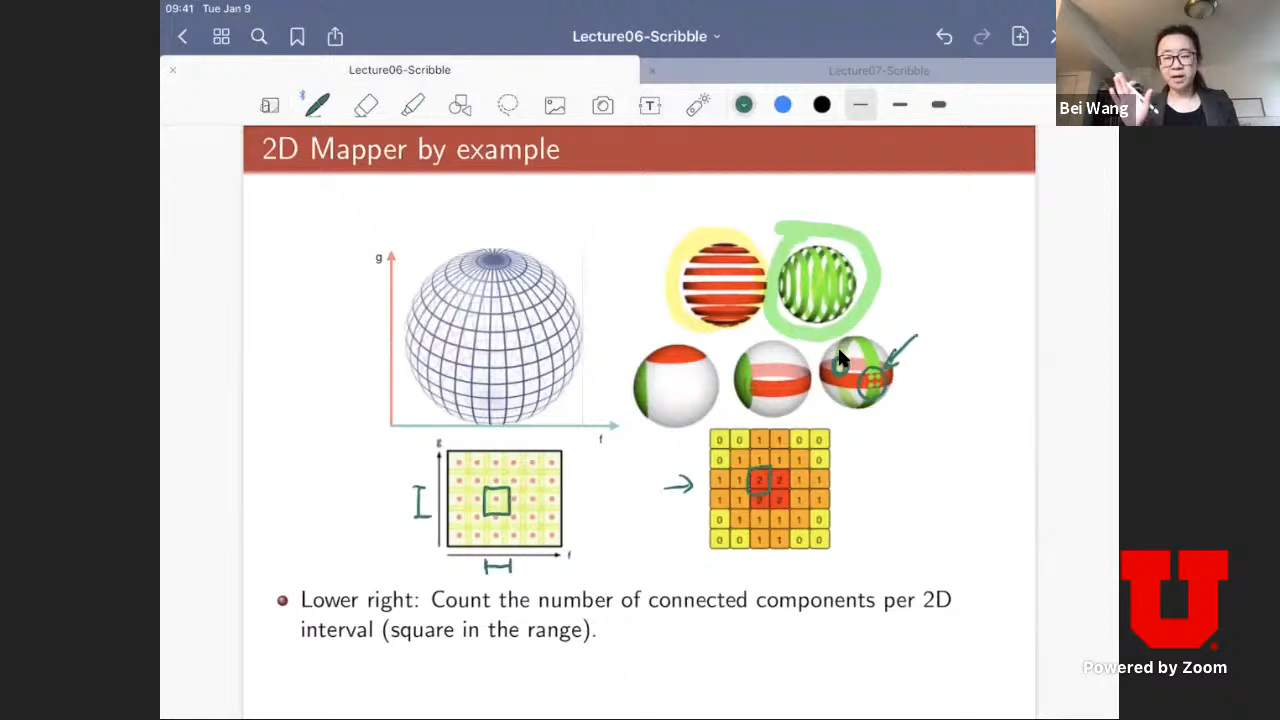 09:41 Tue Jan 9
Lecture06-Scribble
Lecture06-Scribble
Lecture07-Scribble
T
Bei Wang
2D Mapper by example
g
f
g
f
0 0 1 1 0 0
0 1 1 1 1 0
1 1 2 2 1 1
1 1 2 2 1 1
0 1 1 1 1 0
0 0 1 1 0 0
Lower right: Count the number of connected components per 2D
interval (square in the range).
U
Powered by Zoom